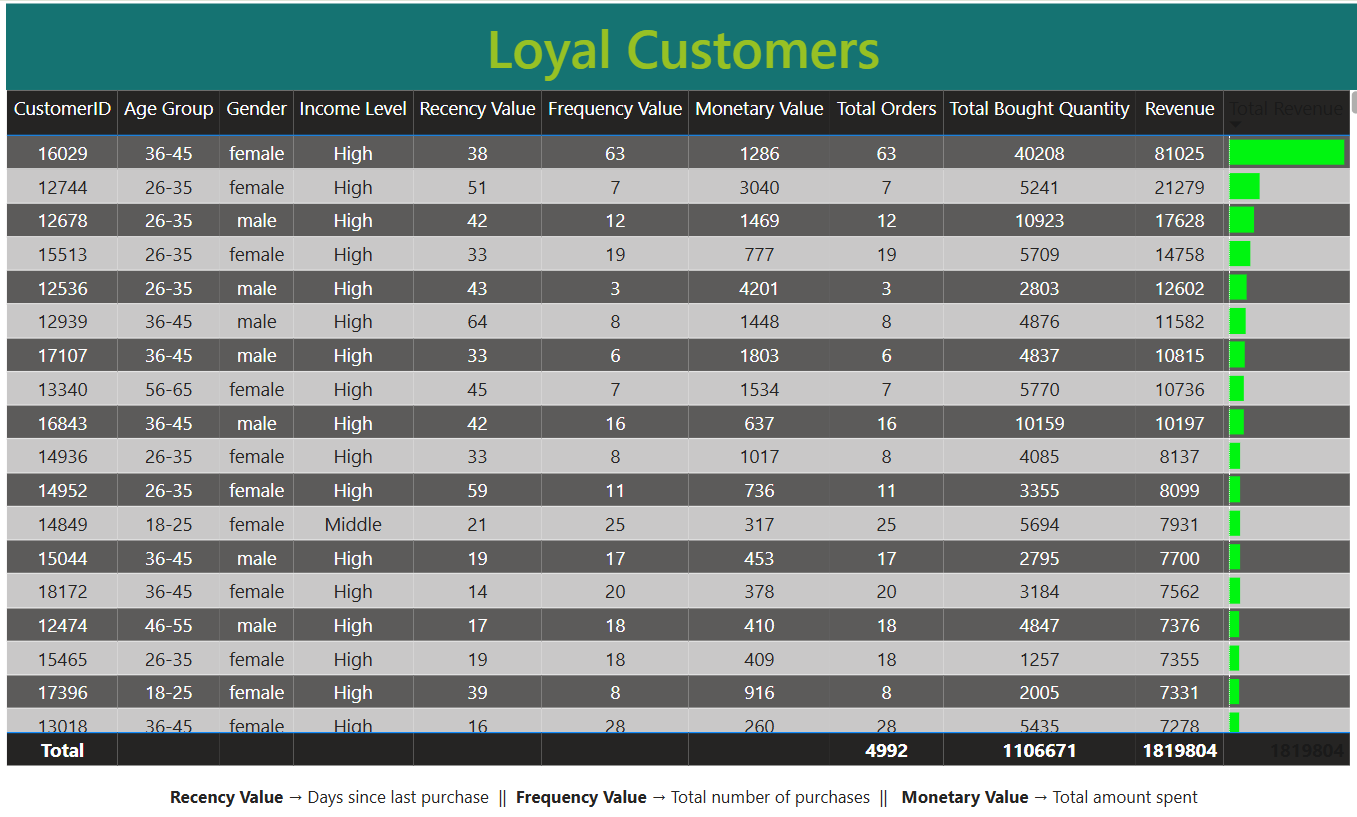 Loyal Customers
CustomerID Age Group Gender Income Level Recency Value Frequency Value Monetary Value Total Orders Total Bought Quantity Revenue Total Revenue
16029 36-45 female High 38 63 1286 63 40208 81025
12744 26-35 female High 51 7 3040 7 5241 21279
12678 26-35 male High 42 12 1469 12 10923 17628
15513 26-35 female High 33 19 777 19 5709 14758
12536 26-35 male High 43 3 4201 3 2803 12602
12939 36-45 male High 64 8 1448 8 4876 11582
17107 36-45 male High 33 6 1803 6 4837 10815
13340 56-65 female High 45 7 1534 7 5770 10736
16843 36-45 male High 42 16 637 16 10159 10197
14936 26-35 female High 33 8 1017 8 4085 8137
14952 26-35 female High 59 11 736 11 3355 8099
14849 18-25 female Middle 21 25 317 25 5694 7931
15044 36-45 male High 19 17 453 17 2795 7700
18172 36-45 female High 14 20 378 20 3184 7562
12474 46-55 male High 17 18 410 18 4847 7376
15465 26-35 female High 19 18 409 18 1257 7355
17396 18-25 female High 39 8 916 8 2005 7331
13018 36-45 female High 16 28 260 28 5435 7278
Total 4992 1106671 1819804 1819804
Recency Value → Days since last purchase || Frequency Value → Total number of purchases || Monetary Value → Total amount spent